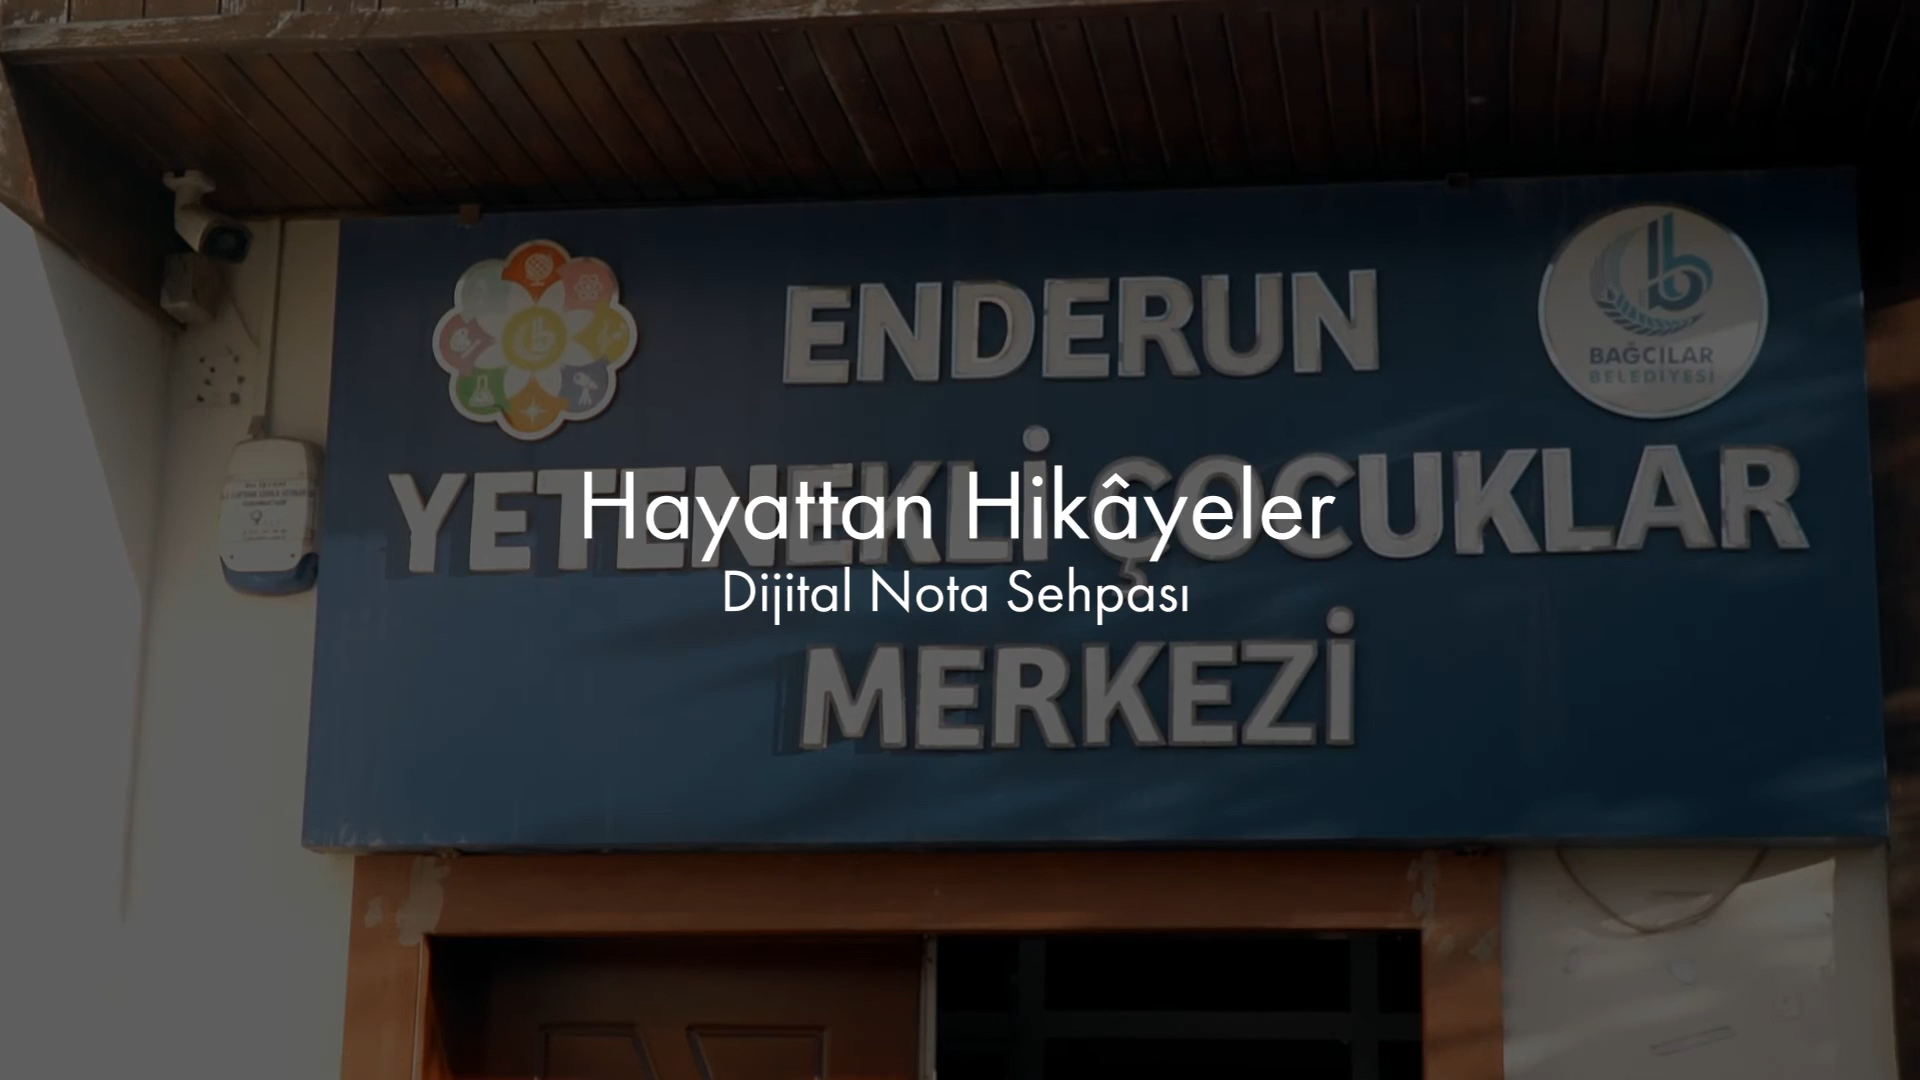 ENDERUN
BAĞCILAR
BELEDİYESİ
YETENEKLİ ÇOCUKLAR
Hayattan Hikâyeler
Dijital Nota Sehpası
MERKEZİ